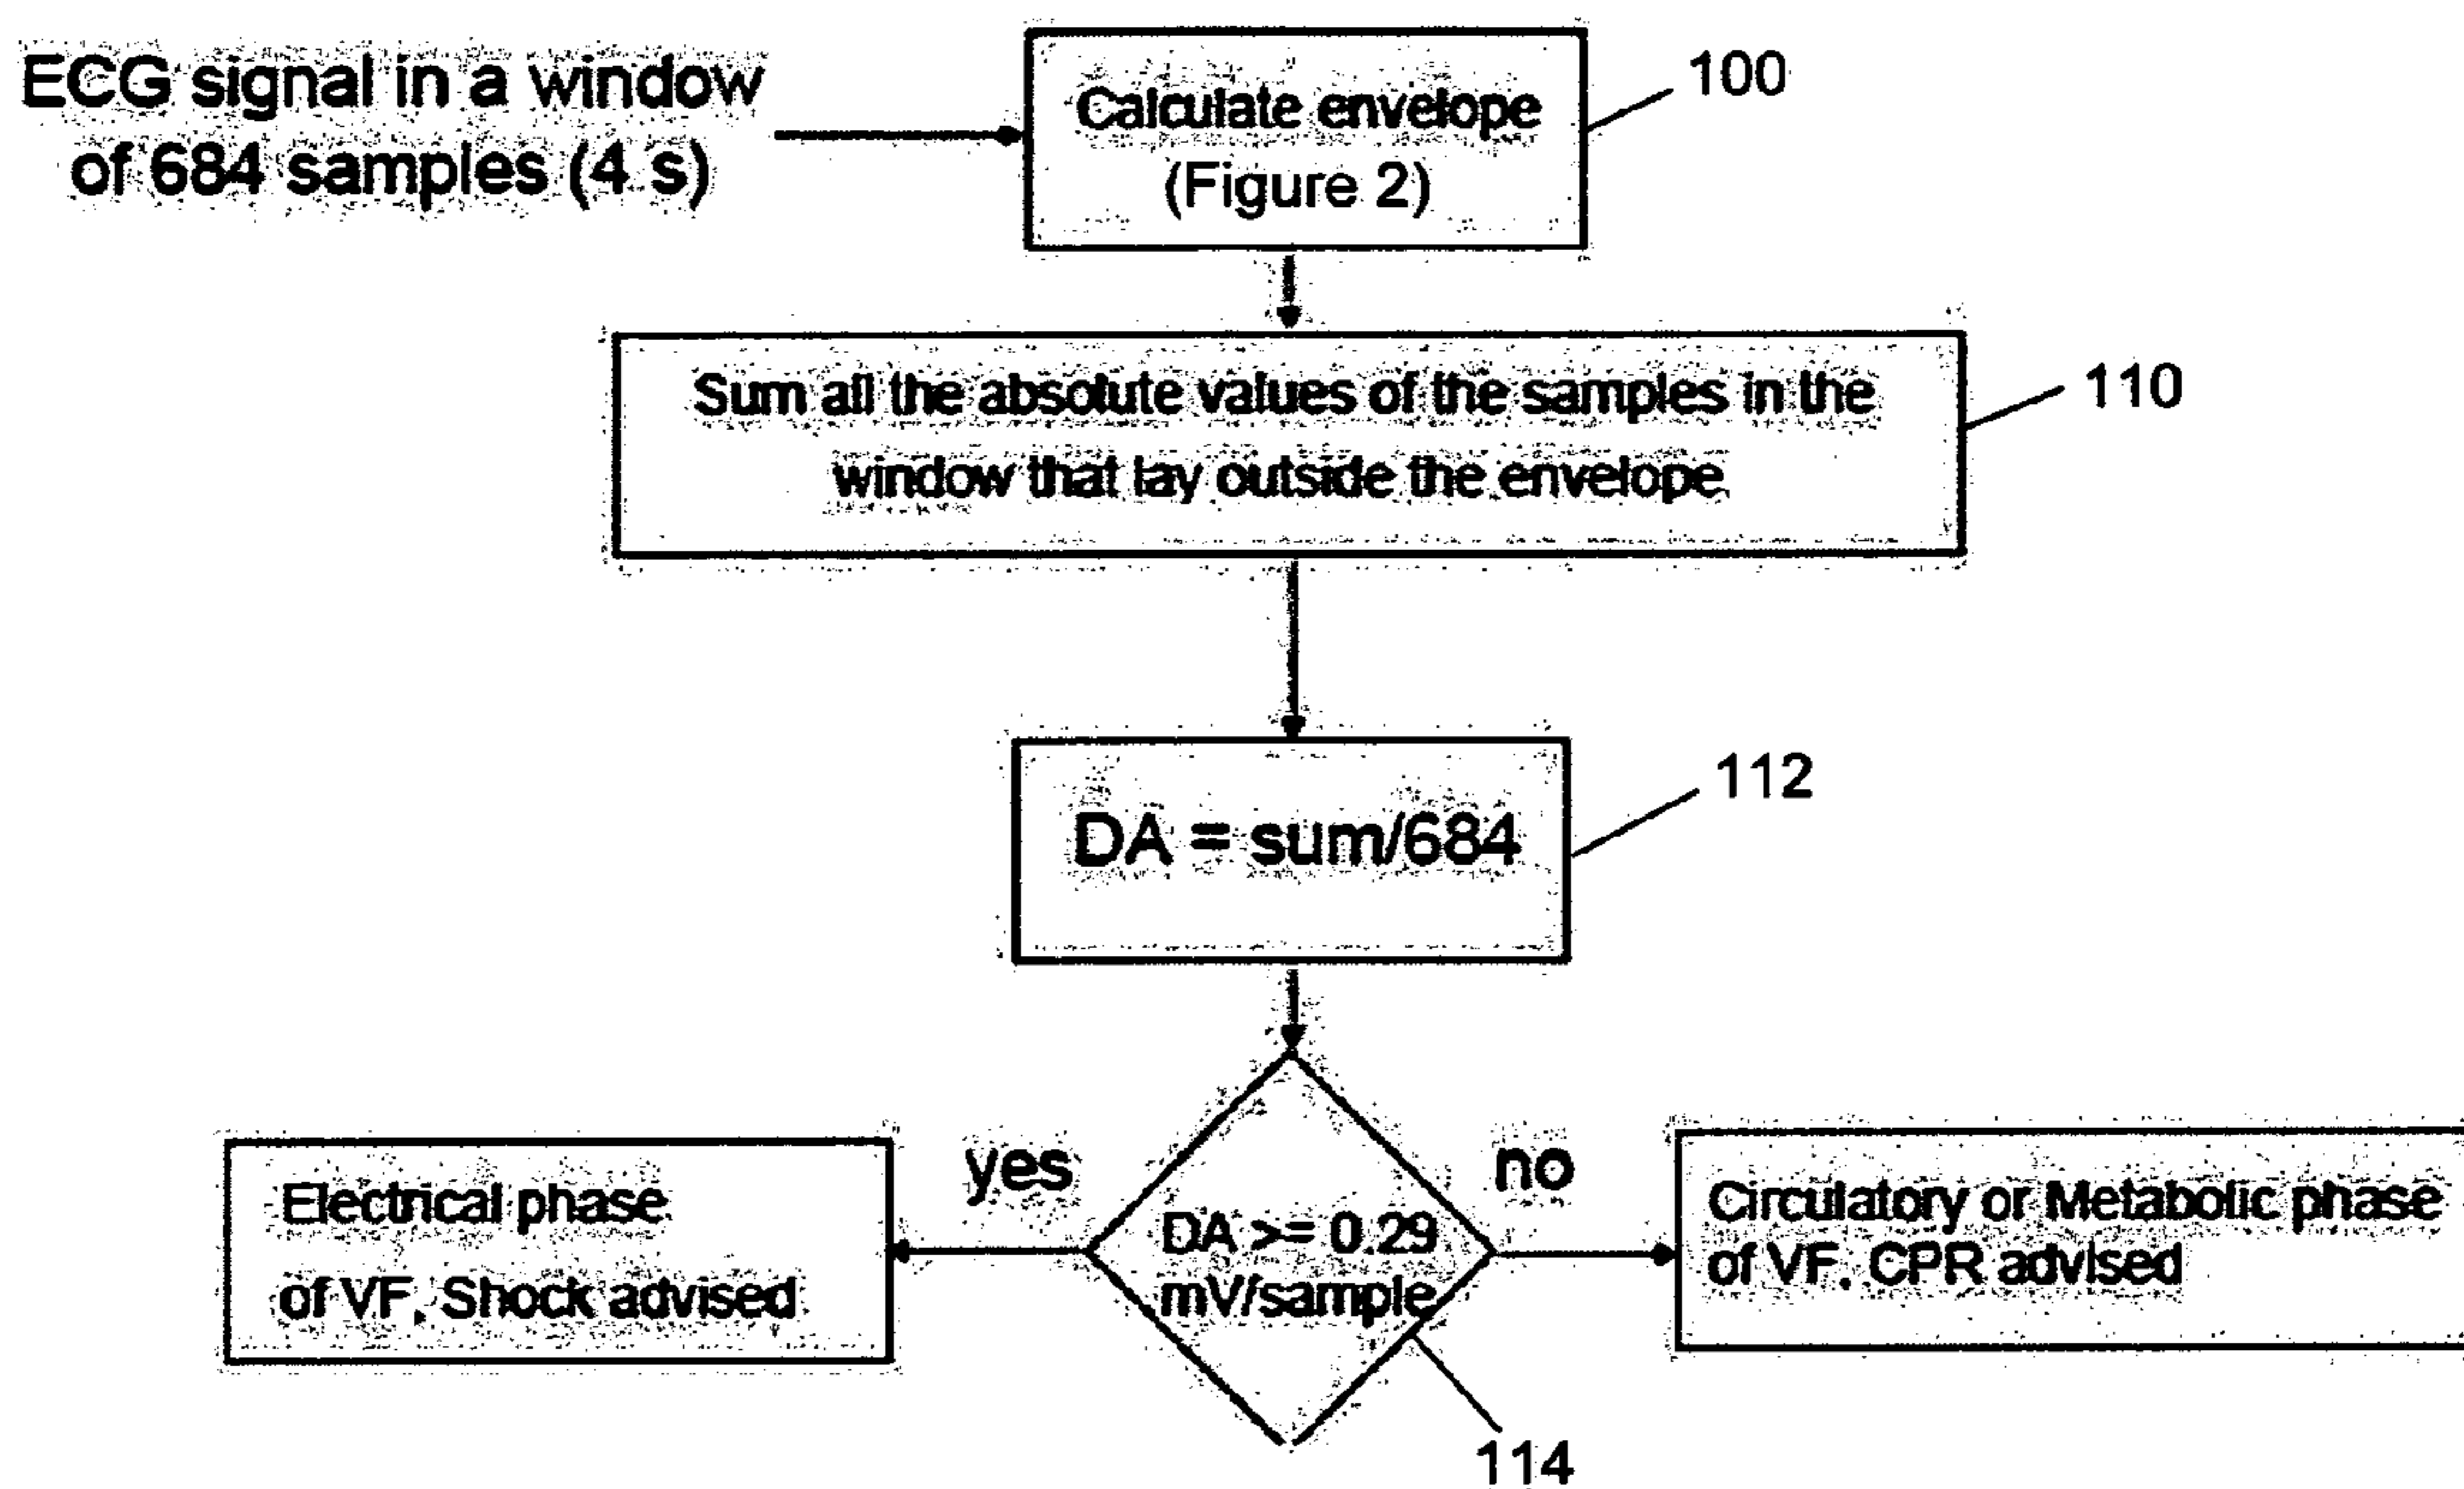 ECG signal in a window
of 684 samples (4 s)
Calculate envelope
(Figure 2)
100
Sum all the absolute values of the samples in the
window that lay outside the envelope
110
DA = sum/684
112
yes
no
Electrical phase
of VF. Shock advised
DA >= 0.29
mV/sample
Circulatory or Metabolic phase
of VF. CPR advised
114